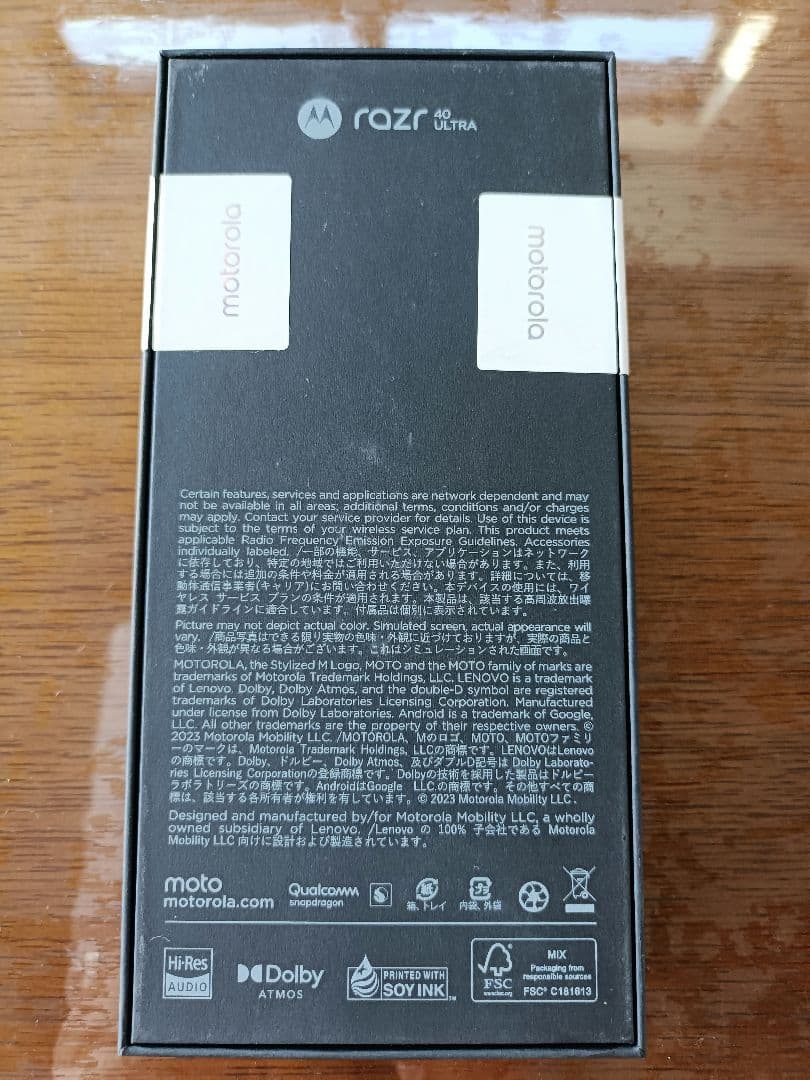 razr 40 ULTRA
motorola
motorola
Certain features, services and applications are network dependent and may
not be available in all areas; additional terms, conditions and/or charges
may apply. Contact your service provider for details. Use of this device is
subject to the terms of your wireless service plan. This product meets
applicable Radio Frequency Emission Exposure Guidelines. Accessories
individually labeled. /一部の機能、サービス、アプリケーションはネットワーク
に依存しており、特定の地域ではご利用いただけない場合があります。また、利用
する場合には追加の条件や料金が適用される場合があります。詳細については、移
動体通信事業者(キャリア)にお問い合わせください。本デバイスの使用には、ワイ
ヤレス サービス プランの条件が適用されます。本製品は、該当する高周波放出曝
露ガイドラインに適合しています。付属品は個別に表示されています。
Picture may not depict actual color. Simulated screen, actual appearance will
vary. /商品写真はできる限り実物の色味・外観に近づけておりますが、実際の商品と
色味・外観が異なる場合がございます。これはシミュレーションされた画面です。
MOTOROLA, the Stylized M Logo, MOTO and the MOTO family of marks are
trademarks of Motorola Trademark Holdings, LLC. LENOVO is a trademark
of Lenovo. Dolby, Dolby Atmos, and the double-D symbol are registered
trademarks of Dolby Laboratories Licensing Corporation. Manufactured
under license from Dolby Laboratories. Android is a trademark of Google,
LLC. All other trademarks are the property of their respective owners. ©
2023 Motorola Mobility LLC. /MOTOROLA, Mのロゴ、MOTO、MOTOファミリ
ーのマークは、Motorola Trademark Holdings, LLCの商標です。LENOVOはLenovo
の商標です。Dolby、ドルビー、Dolby Atmos、及びダブルD記号は Dolby Laborato-
ries Licensing Corporationの登録商標です。Dolbyの技術を採用した製品はドルビー
ラボラトリーズの商標です。AndroidはGoogle LLCの商標です。その他すべての商
標は、該当する各所有者が権利を有しています。© 2023 Motorola Mobility LLC.
Designed and manufactured by/for Motorola Mobility LLC, a wholly
owned subsidiary of Lenovo. /Lenovo の 100% 子会社である Motorola
Mobility LLC 向けに設計および製造されています。
moto
motorola.com
Qualcomm
snapdragon
紙
箱、トレイ
プラ
内袋、外袋
Hi-Res
AUDIO
Dolby
ATMOS
PRINTED WITH
SOY INK™
FSC
www.fsc.org
MIX
Packaging from
responsible sources
FSC® C181613